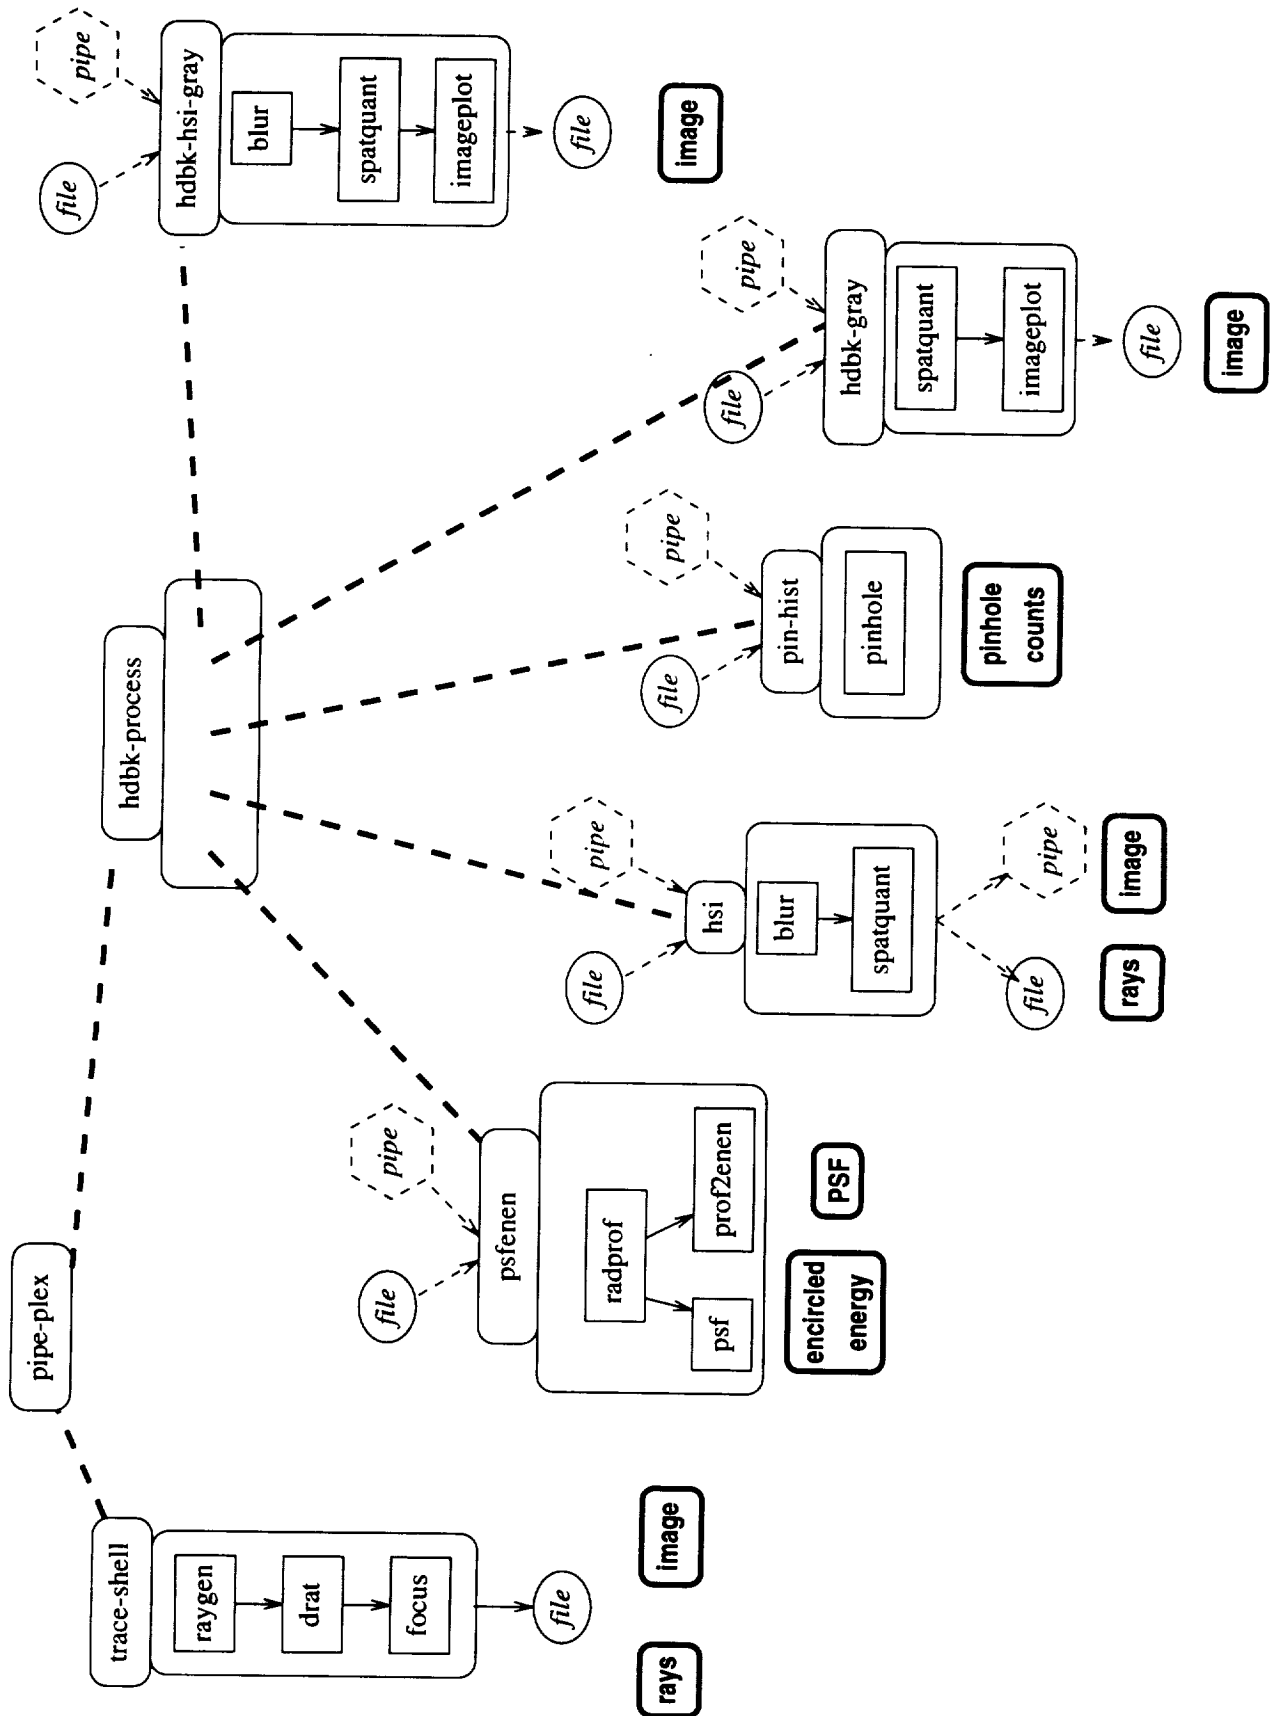 pipe-plex
trace-shell
raygen
drat
focus
file
rays
image
hdbk-process
file
pipe
psfenen
radprof
psf
prof2enen
encircled
energy
PSF
file
pipe
hsi
blur
spatquant
file
pipe
rays
image
file
pipe
pin-hist
pinhole
pinhole
counts
file
pipe
hdbk-gray
spatquant
imageplot
file
image
file
pipe
hdbk-hsi-gray
blur
spatquant
imageplot
file
image